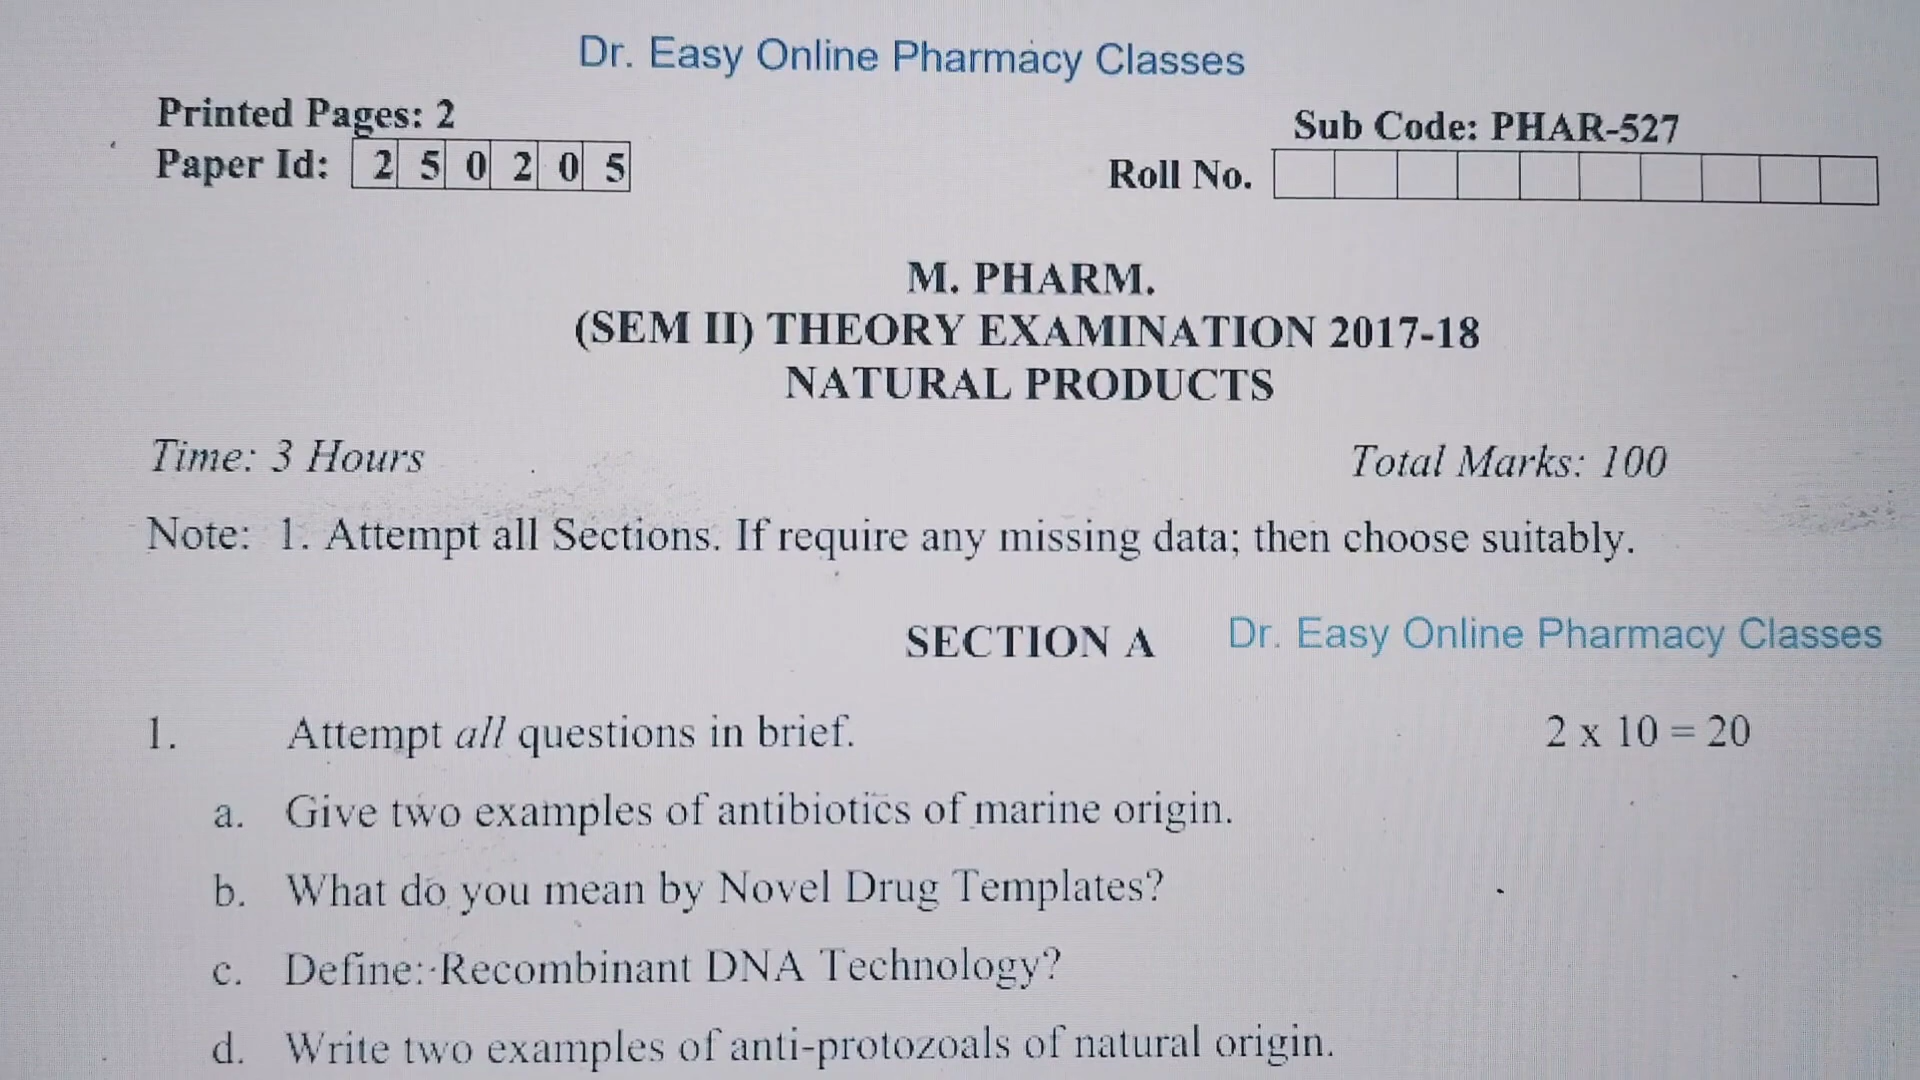 Dr. Easy Online Pharmacy Classes
Printed Pages: 2
Sub Code: PHAR-527
Paper Id: 2 5 0 2 0 5
Roll No.
M. PHARM.
(SEM II) THEORY EXAMINATION 2017-18
NATURAL PRODUCTS
Time: 3 Hours
Total Marks: 100
Note: 1. Attempt all Sections. If require any missing data; then choose suitably.
SECTION A
Dr. Easy Online Pharmacy Classes
1. Attempt all questions in brief. 2 x 10 = 20
a. Give two examples of antibiotics of marine origin.
b. What do you mean by Novel Drug Templates?
c. Define:-Recombinant DNA Technology?
d. Write two examples of anti-protozoals of natural origin.